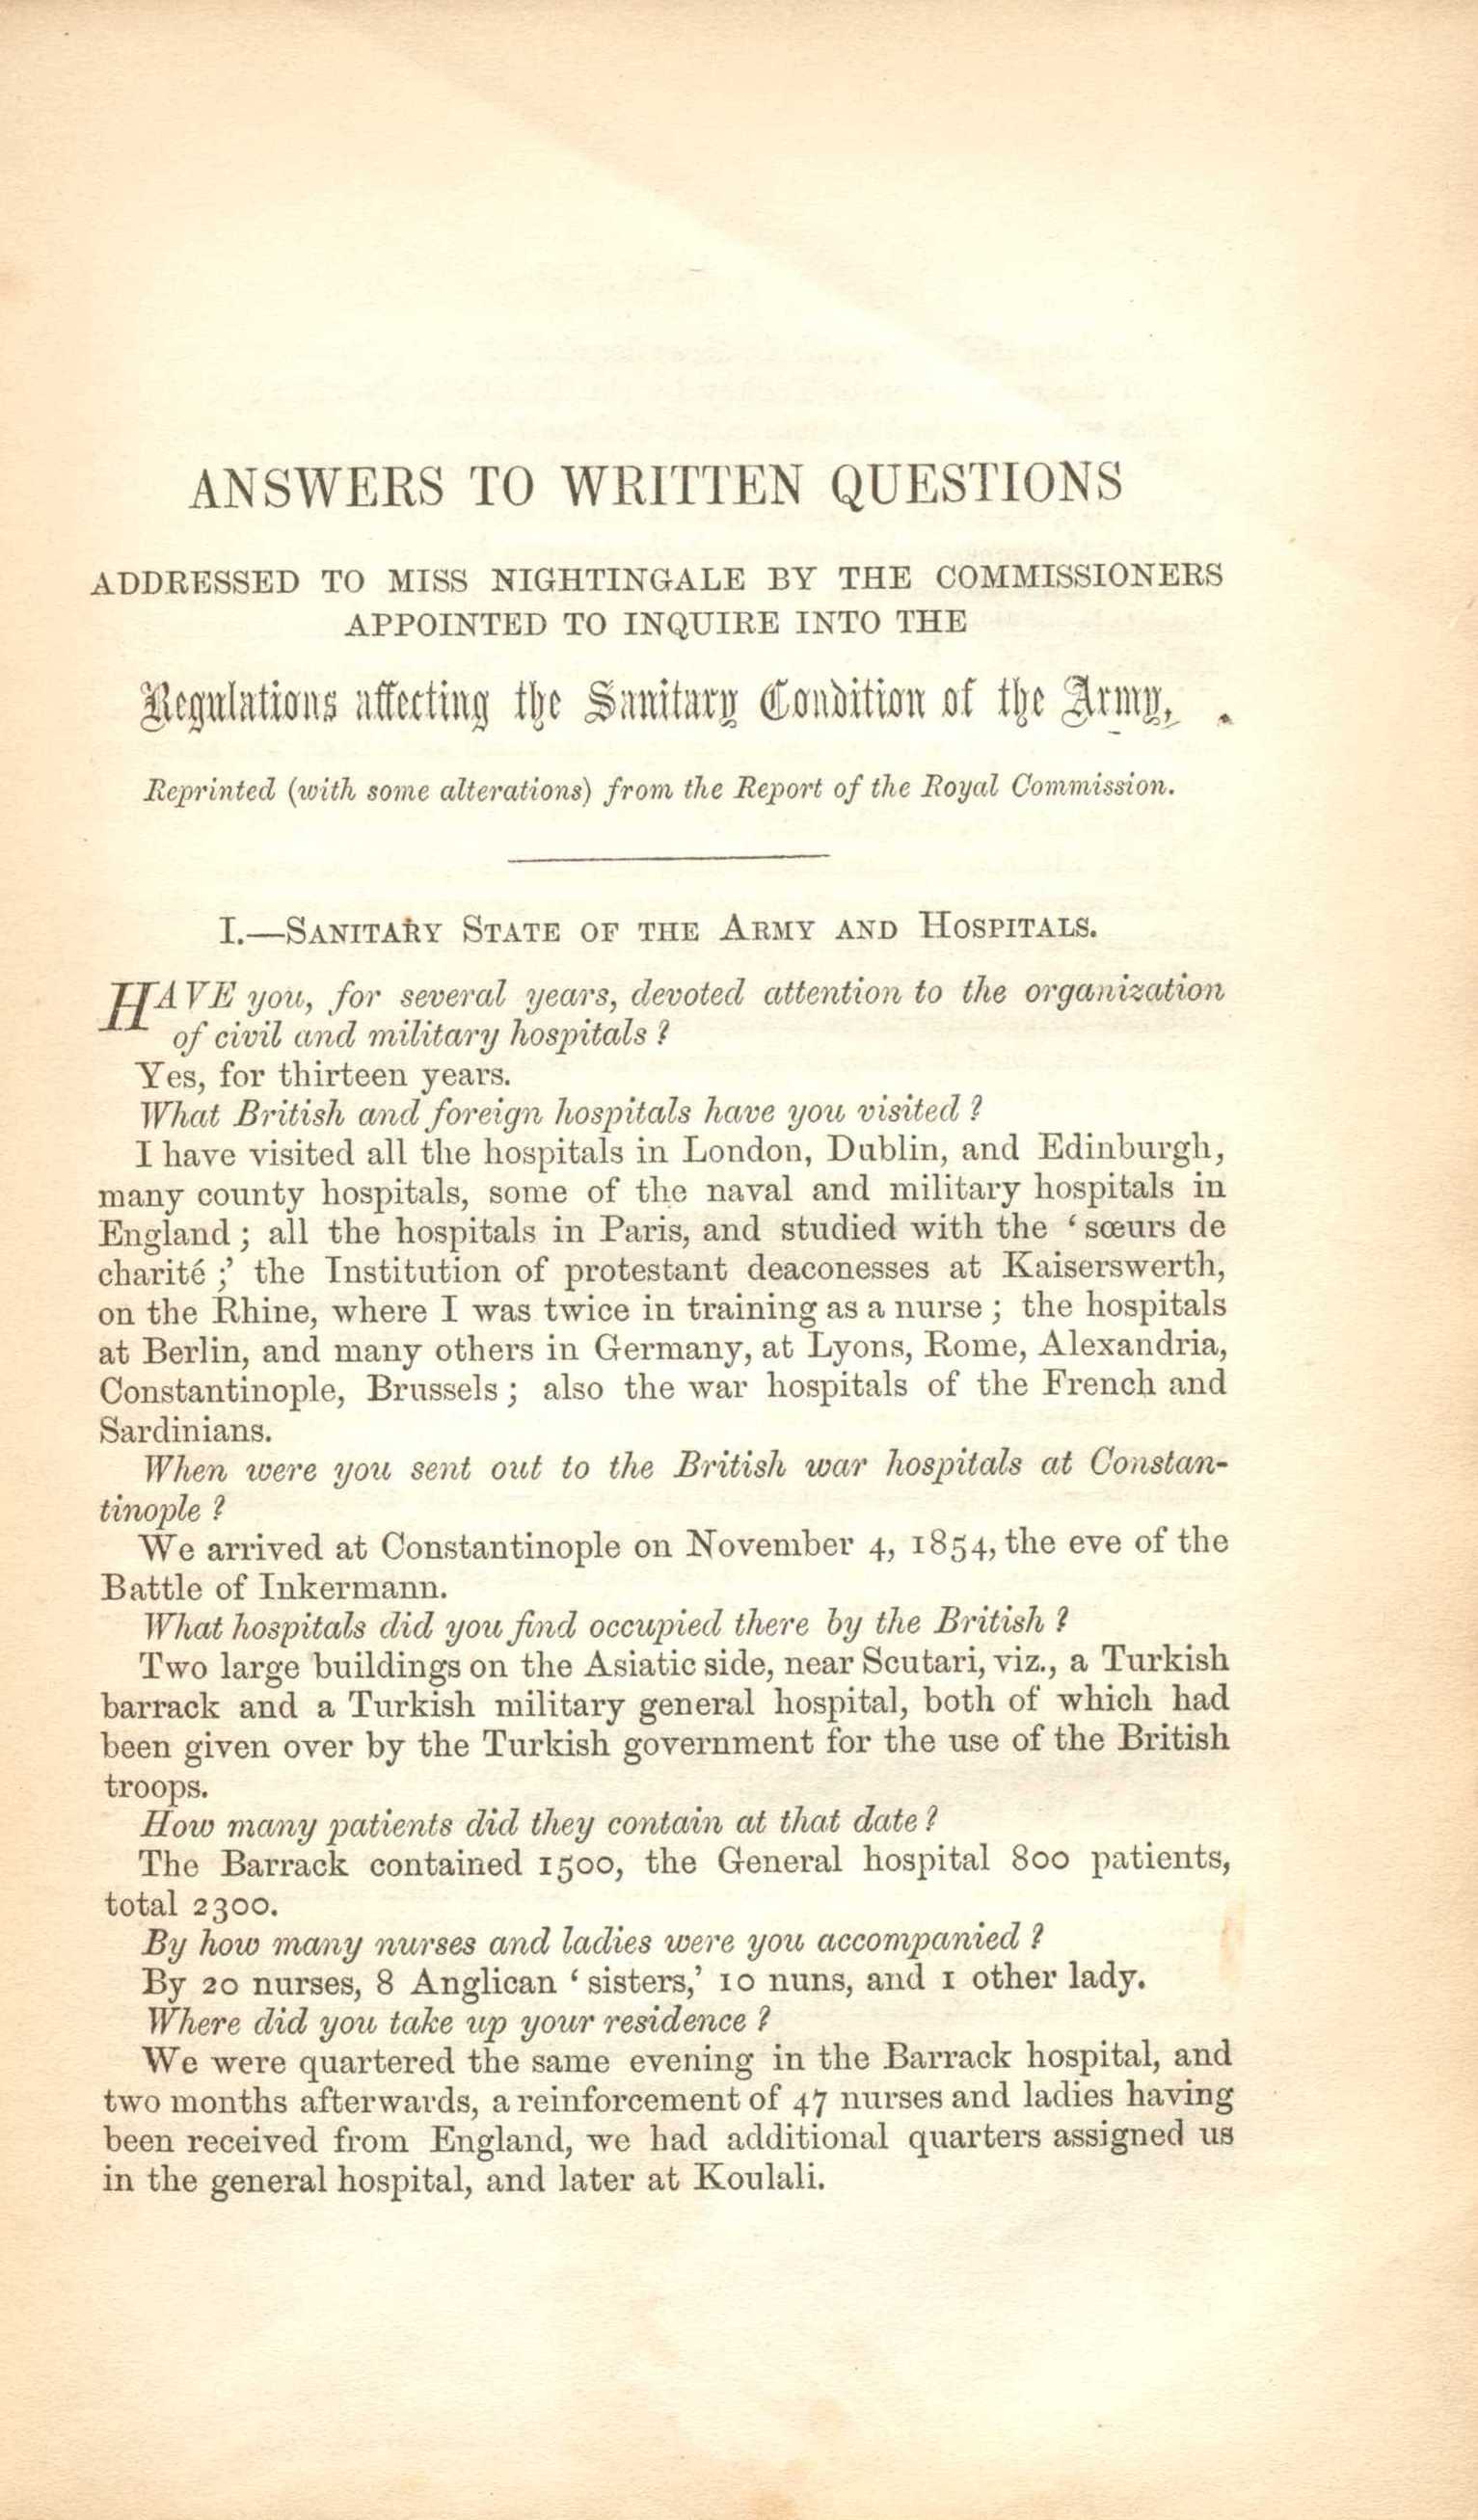 ANSWERS TO WRITTEN QUESTIONS
ADDRESSED TO MISS NIGHTINGALE BY THE COMMISSIONERS
APPOINTED TO INQUIRE INTO THE
Regulations affecting the Sanitary Condition of the Army,
Reprinted (with some alterations) from the Report of the Royal Commission.
I.—SANITARY STATE OF THE ARMY AND HOSPITALS.
HAVE you, for several years, devoted attention to the organization
of civil and military hospitals?
Yes, for thirteen years.
What British and foreign hospitals have you visited?
I have visited all the hospitals in London, Dublin, and Edinburgh,
many county hospitals, some of the naval and military hospitals in
England; all the hospitals in Paris, and studied with the ‘sœurs de
charité;’ the Institution of protestant deaconesses at Kaiserswerth,
on the Rhine, where I was twice in training as a nurse; the hospitals
at Berlin, and many others in Germany, at Lyons, Rome, Alexandria,
Constantinople, Brussels; also the war hospitals of the French and
Sardinians.
When were you sent out to the British war hospitals at Constan-
tinople?
We arrived at Constantinople on November 4, 1854, the eve of the
Battle of Inkermann.
What hospitals did you find occupied there by the British?
Two large buildings on the Asiatic side, near Scutari, viz., a Turkish
barrack and a Turkish military general hospital, both of which had
been given over by the Turkish government for the use of the British
troops.
How many patients did they contain at that date?
The Barrack contained 1500, the General hospital 800 patients,
total 2300.
By how many nurses and ladies were you accompanied?
By 20 nurses, 8 Anglican ‘sisters,’ 10 nuns, and 1 other lady.
Where did you take up your residence?
We were quartered the same evening in the Barrack hospital, and
two months afterwards, a reinforcement of 47 nurses and ladies having
been received from England, we had additional quarters assigned us
in the general hospital, and later at Koulali.